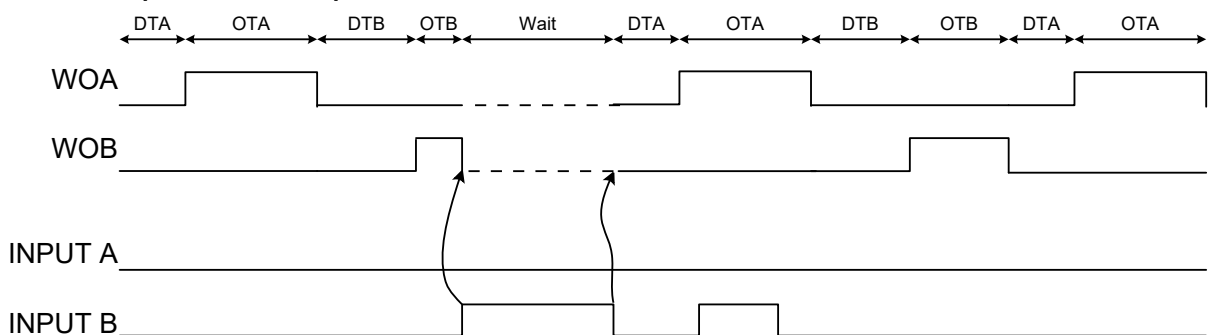 DTA OTA DTB OTB Wait DTA OTA DTB OTB DTA OTA
WOA
WOB
INPUT A
INPUT B